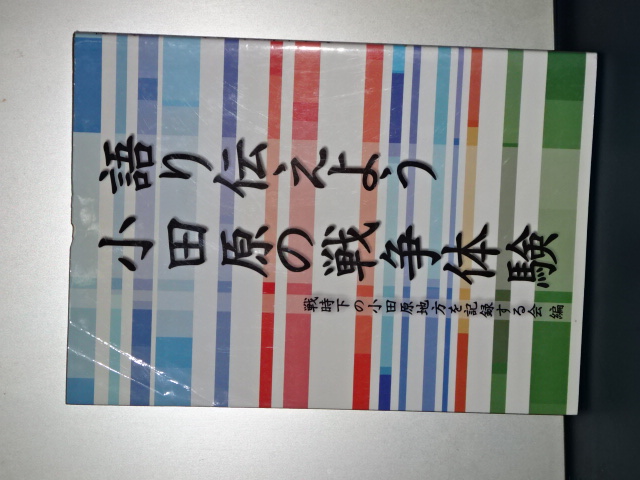 語り伝えよう
小田原の戦争体験
戦時下の小田原地方を記録する会 編